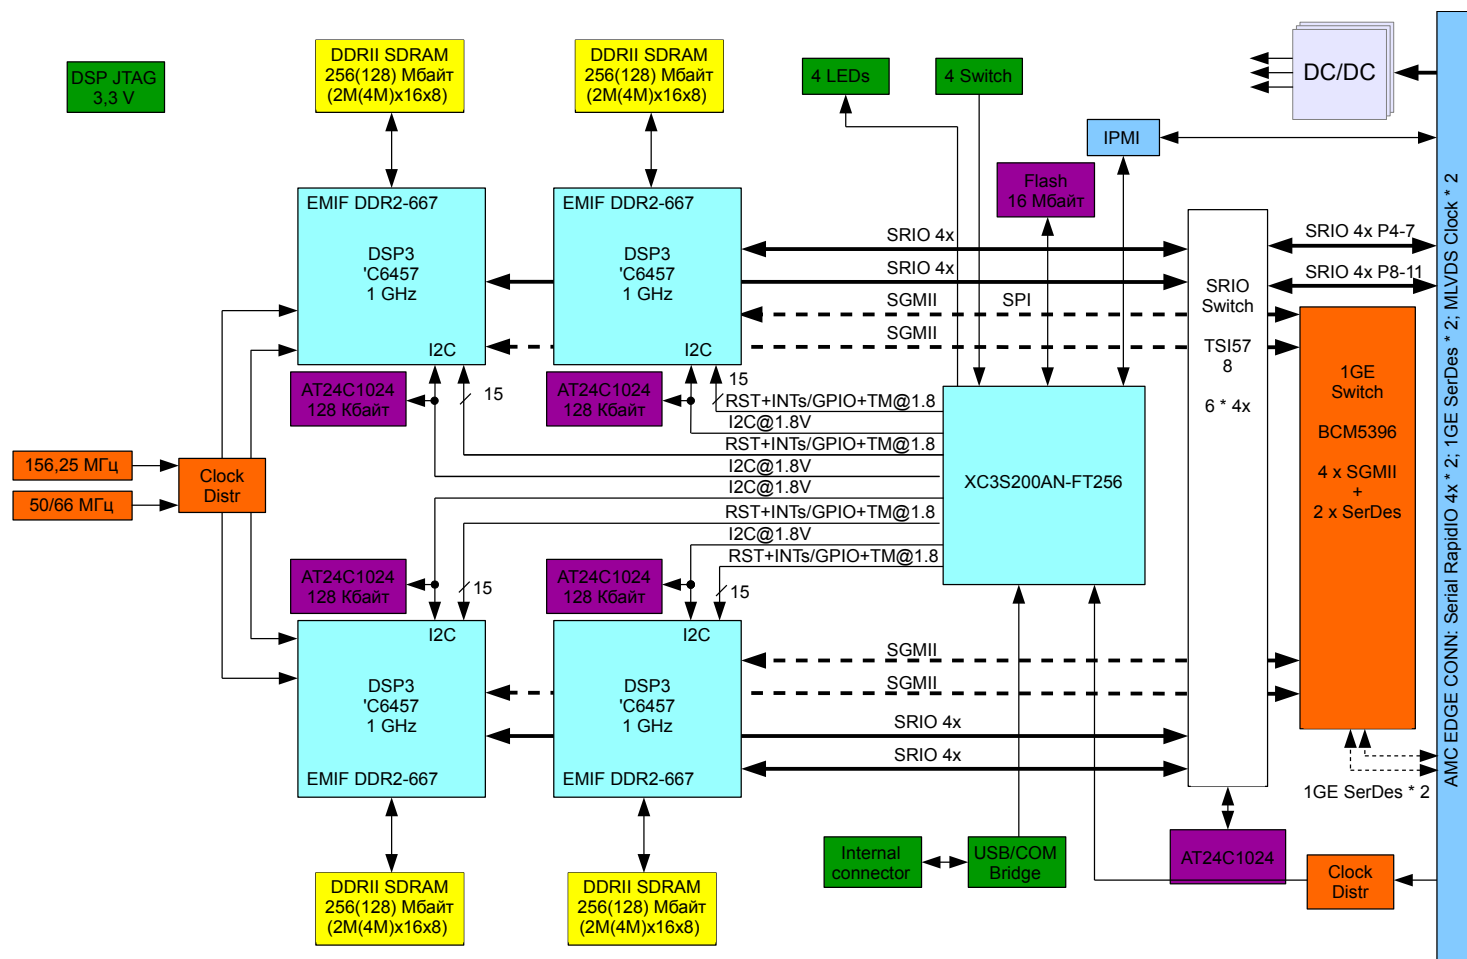 DSP JTAG
3,3 V
DDRII SDRAM
256(128) Мбайт
(2M(4M)x16x8)
DDRII SDRAM
256(128) Мбайт
(2M(4M)x16x8)
4 LEDs
4 Switch
DC/DC
IPMI
Flash
16 Мбайт
EMIF DDR2-667
DSP3
'C6457
1 GHz
I2C
EMIF DDR2-667
DSP3
'C6457
1 GHz
I2C
SRIO 4x
SRIO 4x
SGMII
SPI
SGMII
SRIO
Switch
TSI57
8
6 * 4x
SRIO 4x P4-7
SRIO 4x P8-11
1GE
Switch
BCM5396
4 x SGMII
+
2 x SerDes
AMC EDGE CONN: Serial RapidIO 4x * 2; 1GE SerDes * 2; MLVDS Clock * 2
AT24C1024
128 Кбайт
15
AT24C1024
128 Кбайт
15
RST+INTs/GPIO+TM@1.8
I2C@1.8V
RST+INTs/GPIO+TM@1.8
I2C@1.8V
I2C@1.8V
RST+INTs/GPIO+TM@1.8
I2C@1.8V
RST+INTs/GPIO+TM@1.8
XC3S200AN-FT256
156,25 МГц
50/66 МГц
Clock
Distr
AT24C1024
128 Кбайт
15
AT24C1024
128 Кбайт
15
I2C
DSP3
'C6457
1 GHz
EMIF DDR2-667
I2C
DSP3
'C6457
1 GHz
EMIF DDR2-667
SGMII
SGMII
SRIO 4x
SRIO 4x
1GE SerDes * 2
Internal
connector
USB/COM
Bridge
AT24C1024
Clock
Distr
DDRII SDRAM
256(128) Мбайт
(2M(4M)x16x8)
DDRII SDRAM
256(128) Мбайт
(2M(4M)x16x8)